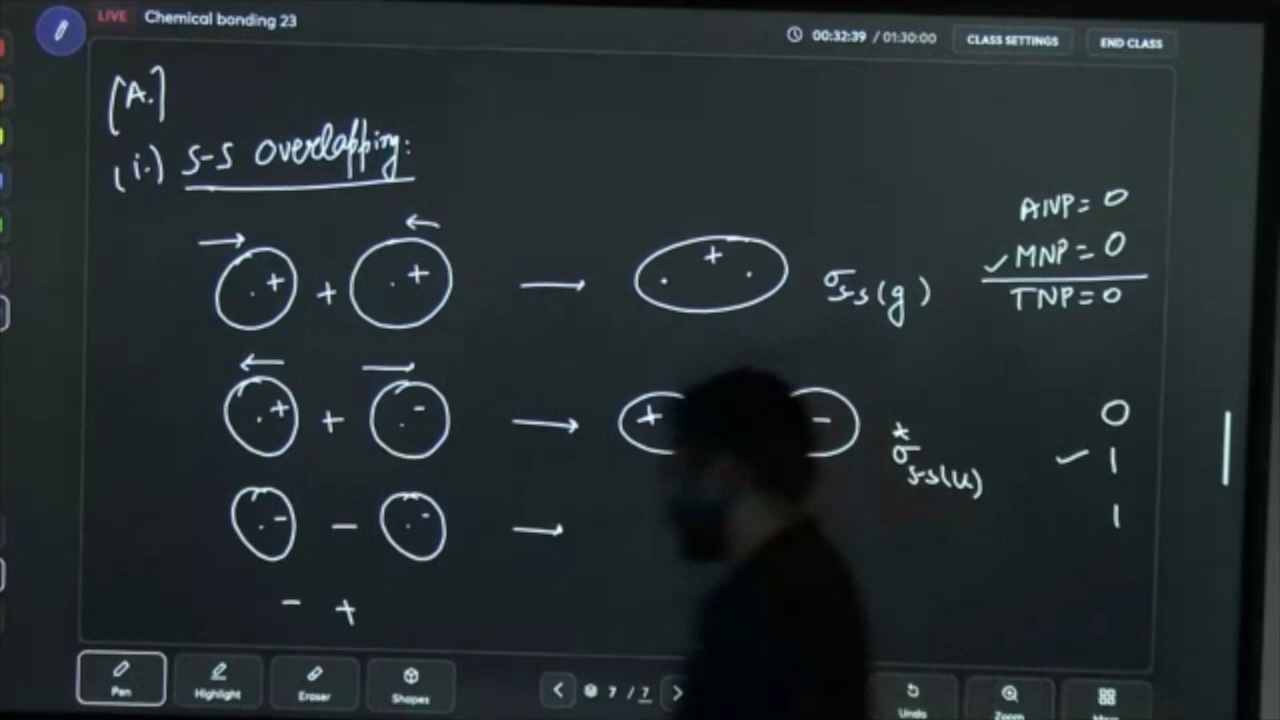 LIVE Chemical bonding 23
00:32:39 / 01:30:00 CLASS SETTINGS END CLASS
[A.]
(i.) s-s overlapping:
+ + + → + σs-s(g)
ANP = 0
✓ MNP = 0
TNP = 0
+ + - → + - σ*s-s(u)
0
✓ 1
1
- - - →
- +
Pen Highlight Eraser Shapes < 7 / 7 > Undo Zoom